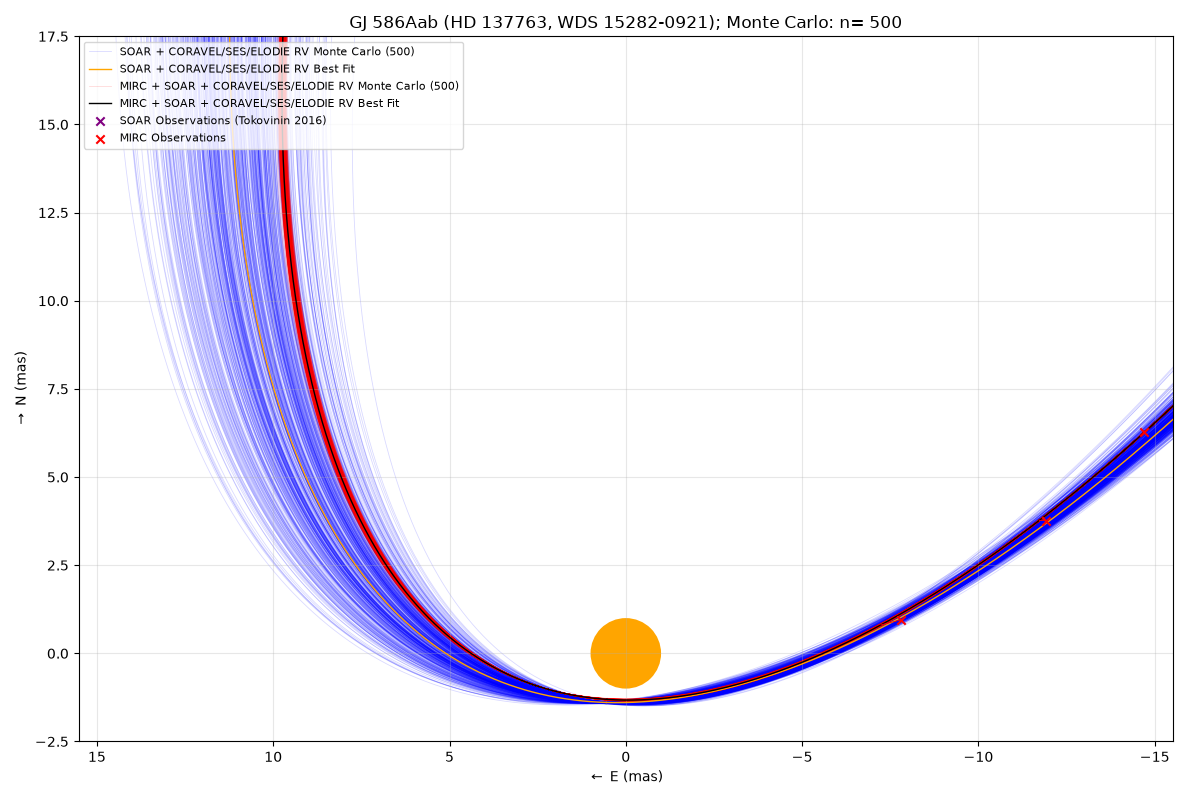 GJ 586Aab (HD 137763, WDS 15282-0921); Monte Carlo: n= 500
17.5
15.0
12.5
10.0
7.5
5.0
2.5
0.0
−2.5
→ N (mas)
SOAR + CORAVEL/SES/ELODIE RV Monte Carlo (500)
SOAR + CORAVEL/SES/ELODIE RV Best Fit
MIRC + SOAR + CORAVEL/SES/ELODIE RV Monte Carlo (500)
MIRC + SOAR + CORAVEL/SES/ELODIE RV Best Fit
SOAR Observations (Tokovinin 2016)
MIRC Observations
15 10 5 0 −5 −10 −15
← E (mas)